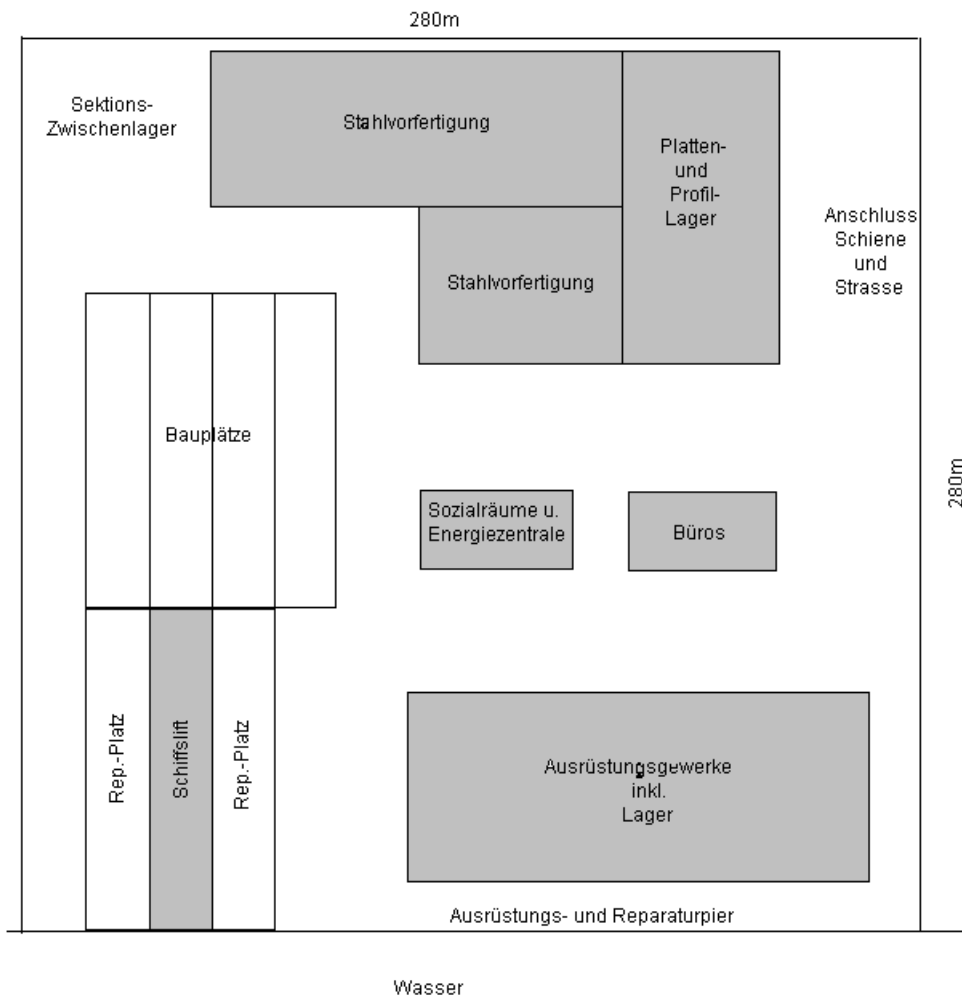 280m
Sektions-
Zwischenlager
Stahlvorfertigung
Platten-
und
Profil-
Lager
Anschluss
Schiene
und
Strasse
Stahlvorfertigung
Bauplätze
280m
Sozialräume u.
Energiezentrale
Büros
Rep.-Platz
Schiffslift
Rep.-Platz
Ausrüstungsgewerke
inkl.
Lager
Ausrüstungs- und Reparaturpier
Wasser